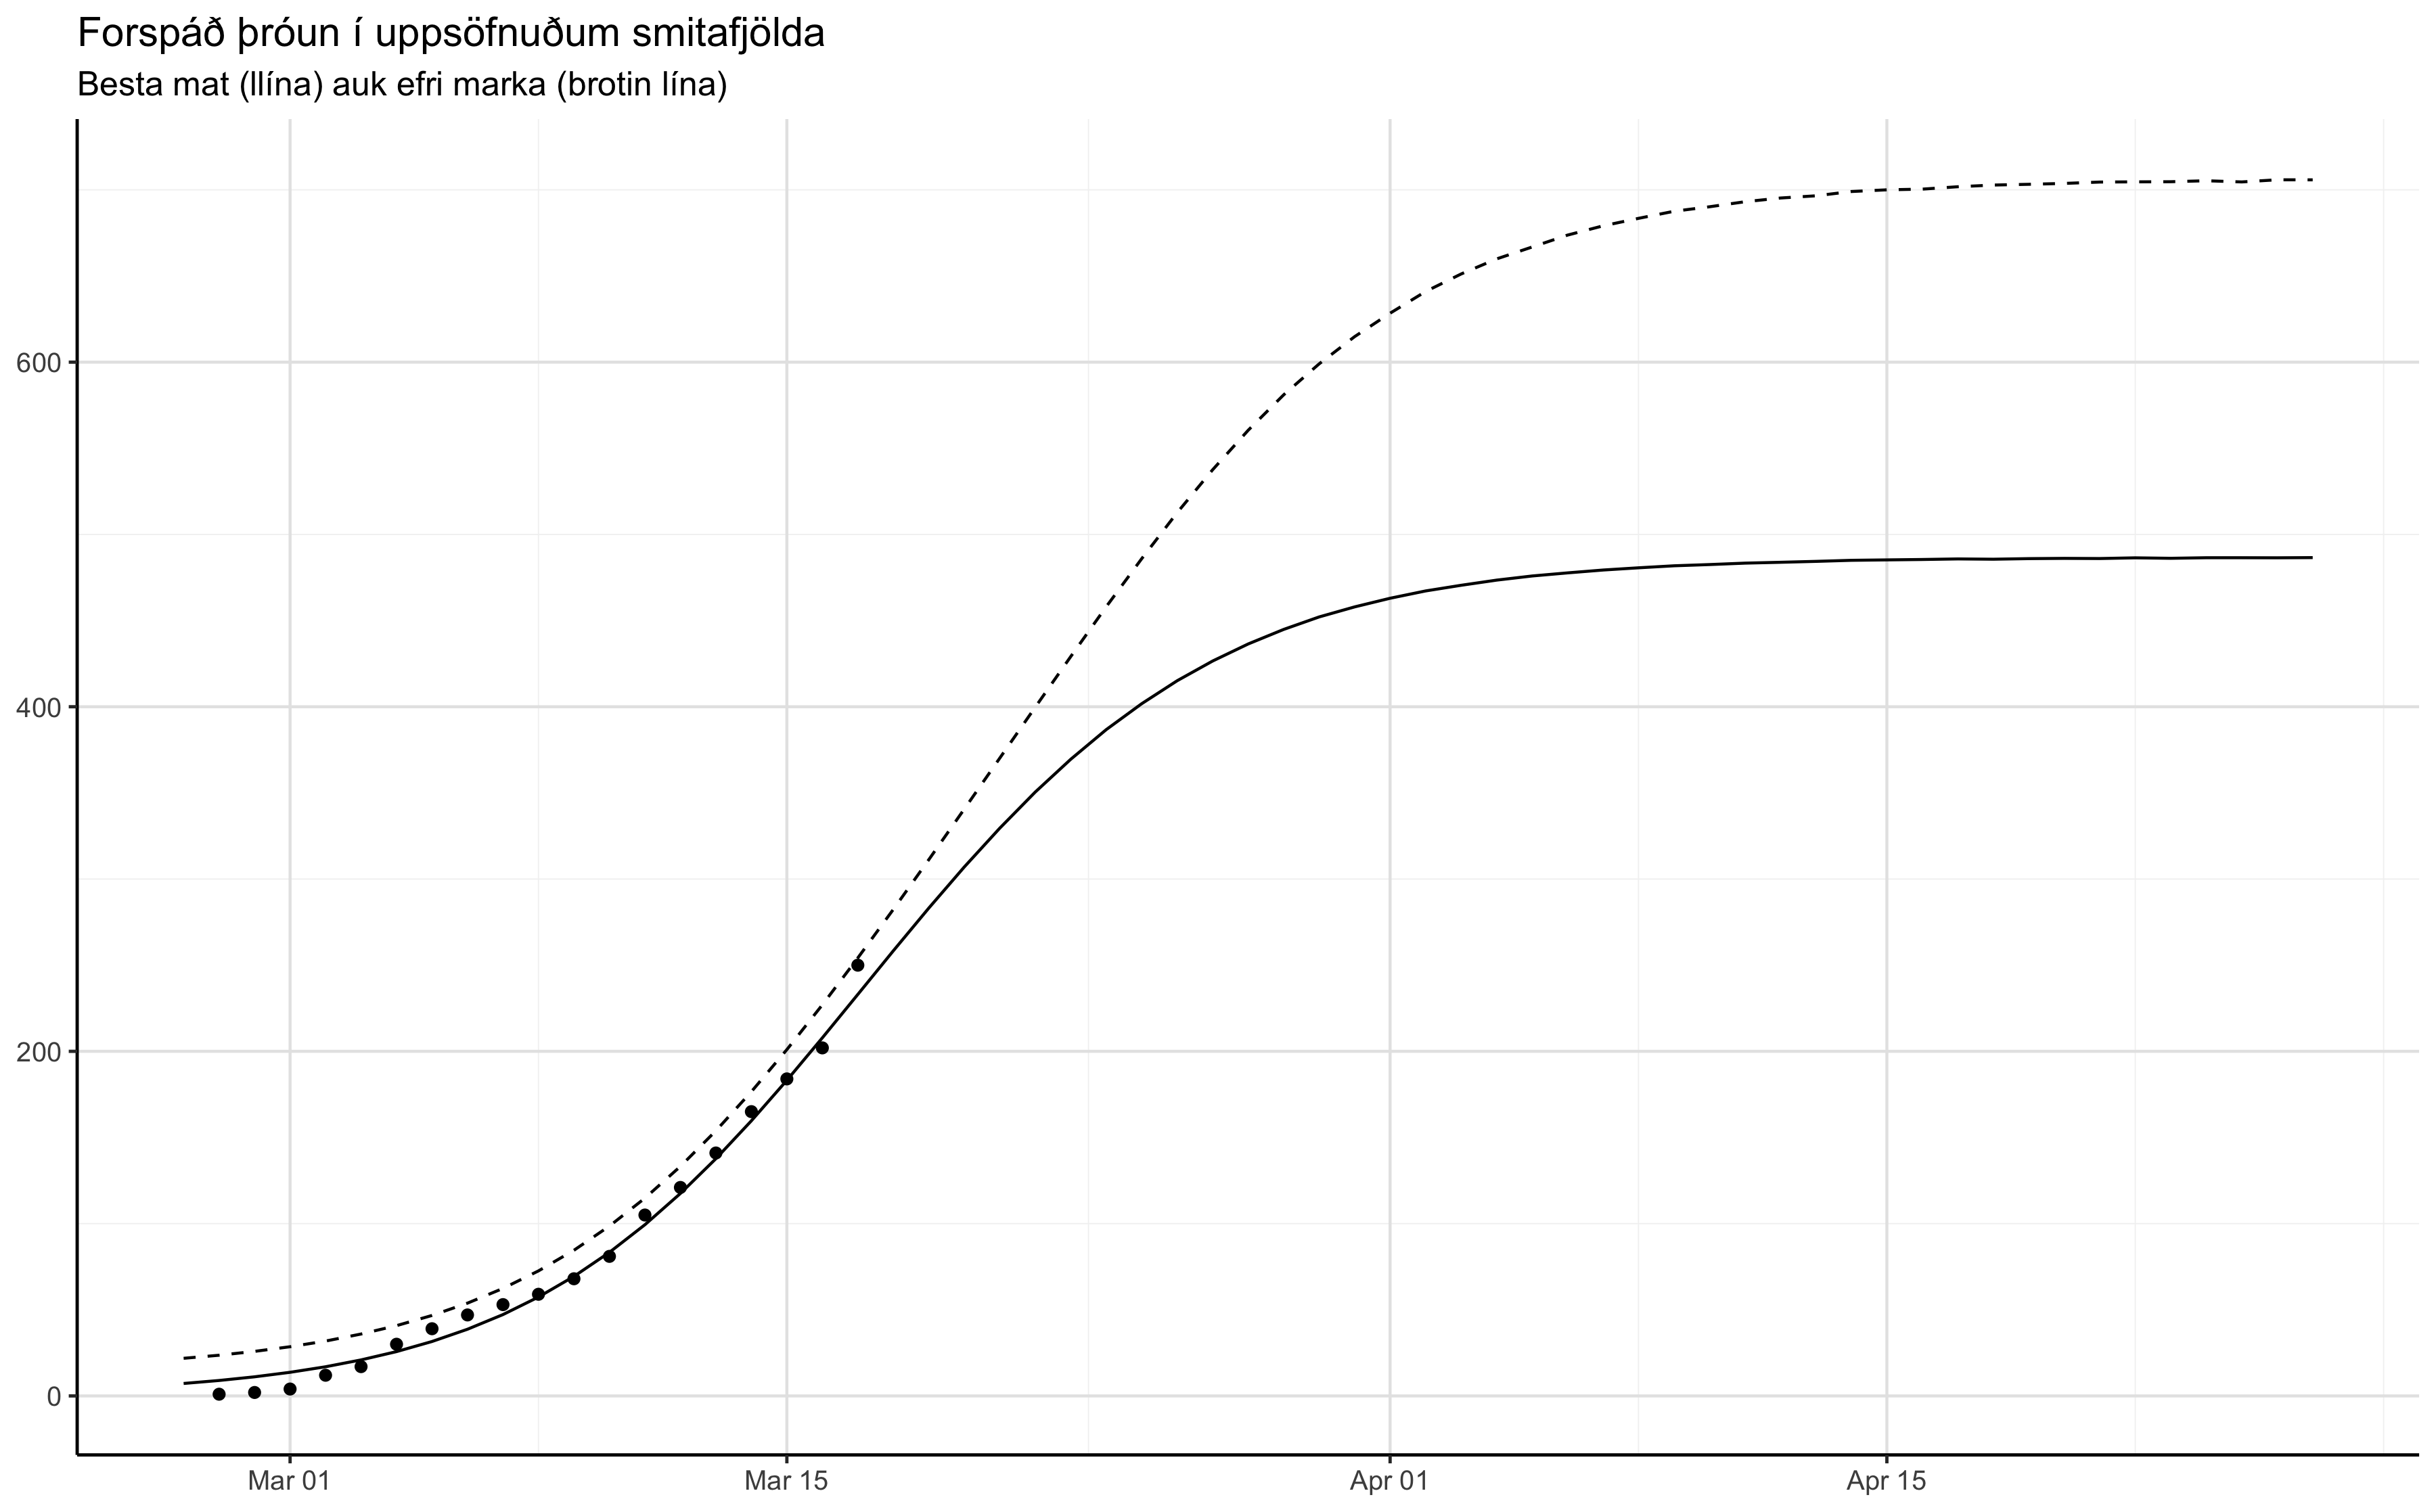 Forspáð þróun í uppsöfnuðum smitafjölda
Besta mat (llína) auk efri marka (brotin lína)
600
400
200
0
Mar 01
Mar 15
Apr 01
Apr 15